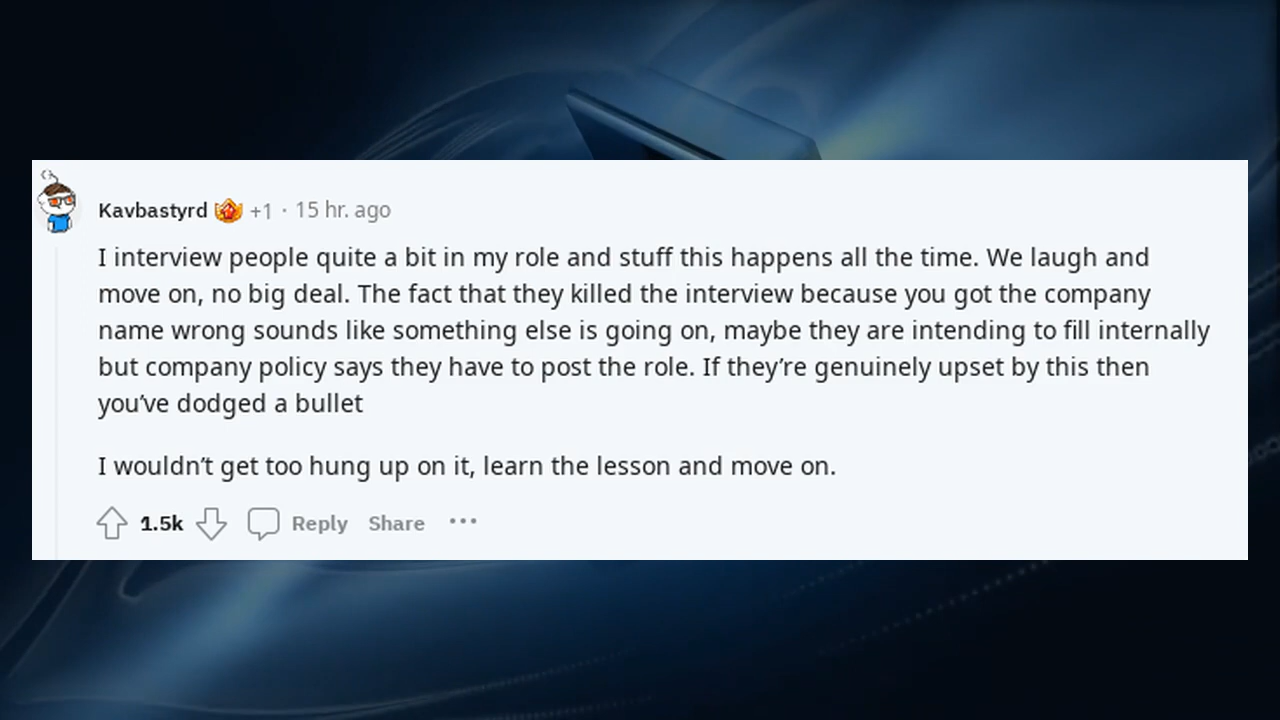 Kavbastyrd +1 · 15 hr. ago
I interview people quite a bit in my role and stuff this happens all the time. We laugh and
move on, no big deal. The fact that they killed the interview because you got the company
name wrong sounds like something else is going on, maybe they are intending to fill internally
but company policy says they have to post the role. If they’re genuinely upset by this then
you’ve dodged a bullet
I wouldn’t get too hung up on it, learn the lesson and move on.
1.5k Reply Share ···